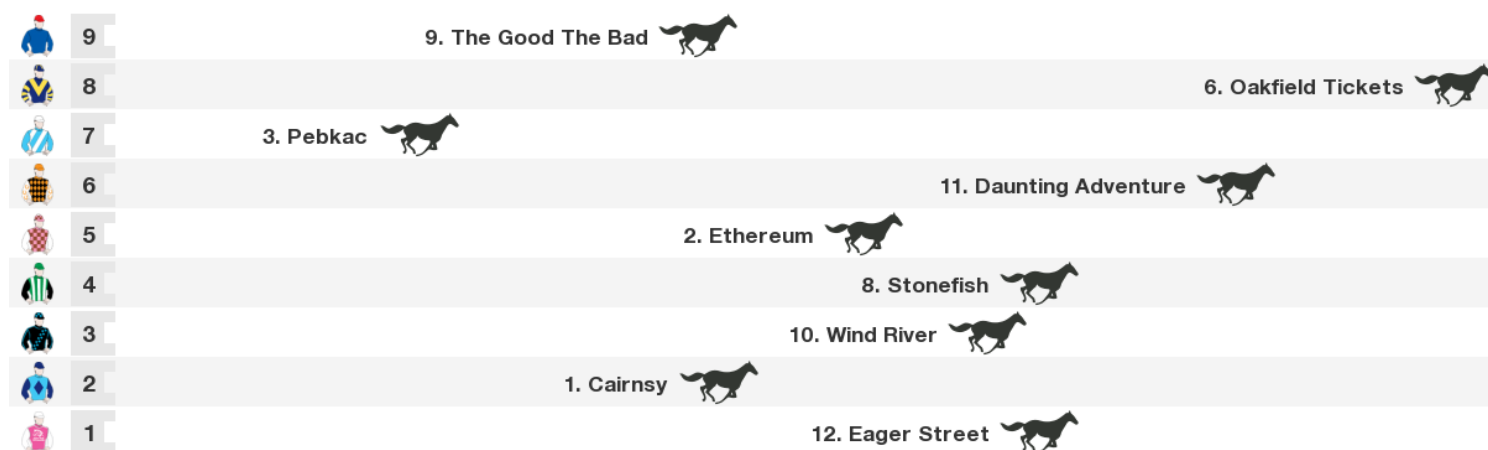 9 9. The Good The Bad
8 6. Oakfield Tickets
7 3. Pebkac
6 11. Daunting Adventure
5 2. Ethereum
4 8. Stonefish
3 10. Wind River
2 1. Cairnsy
1 12. Eager Street